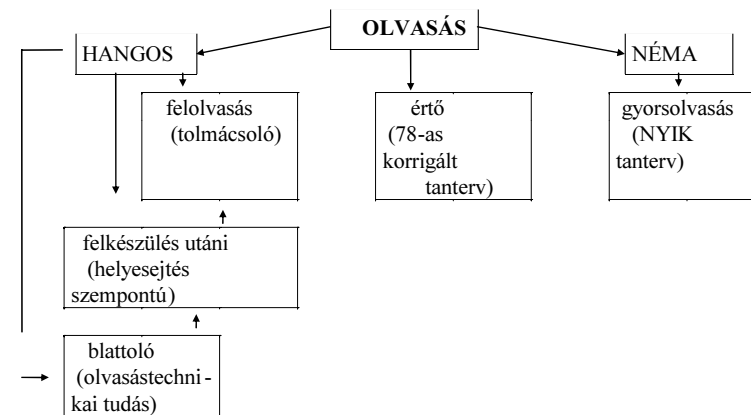 OLVASÁS
HANGOS
NÉMA
felolvasás
(tolmácsoló)
értő
(78-as
korrigált
tanterv)
gyorsolvasás
(NYIK
tanterv)
felkészülés utáni
(helyesejtés
szempontú)
blattoló
(olvasástechni-
kai tudás)